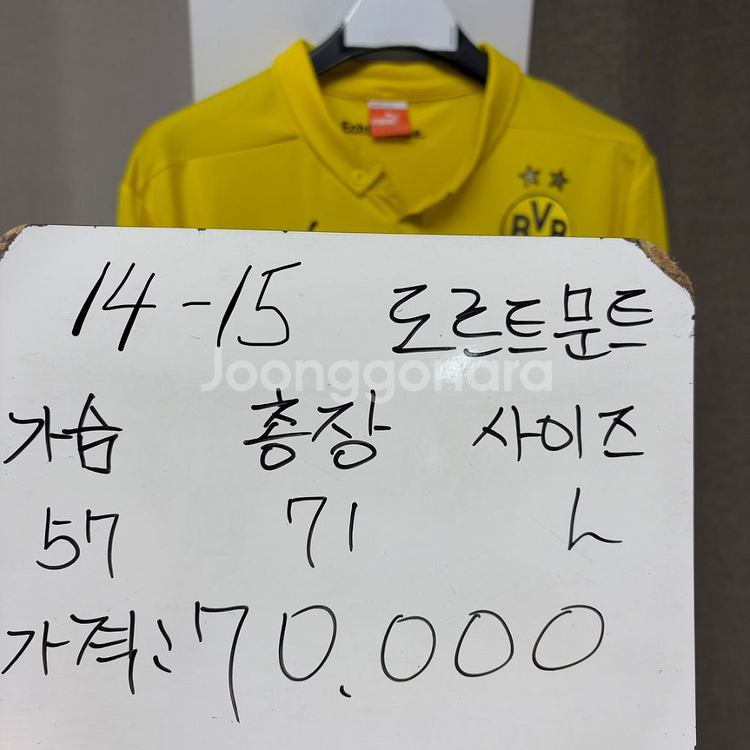 BVB
14-15 도르트문트
Joonggonara
가슴 총장 사이즈
57 71 L
가격: 70.000